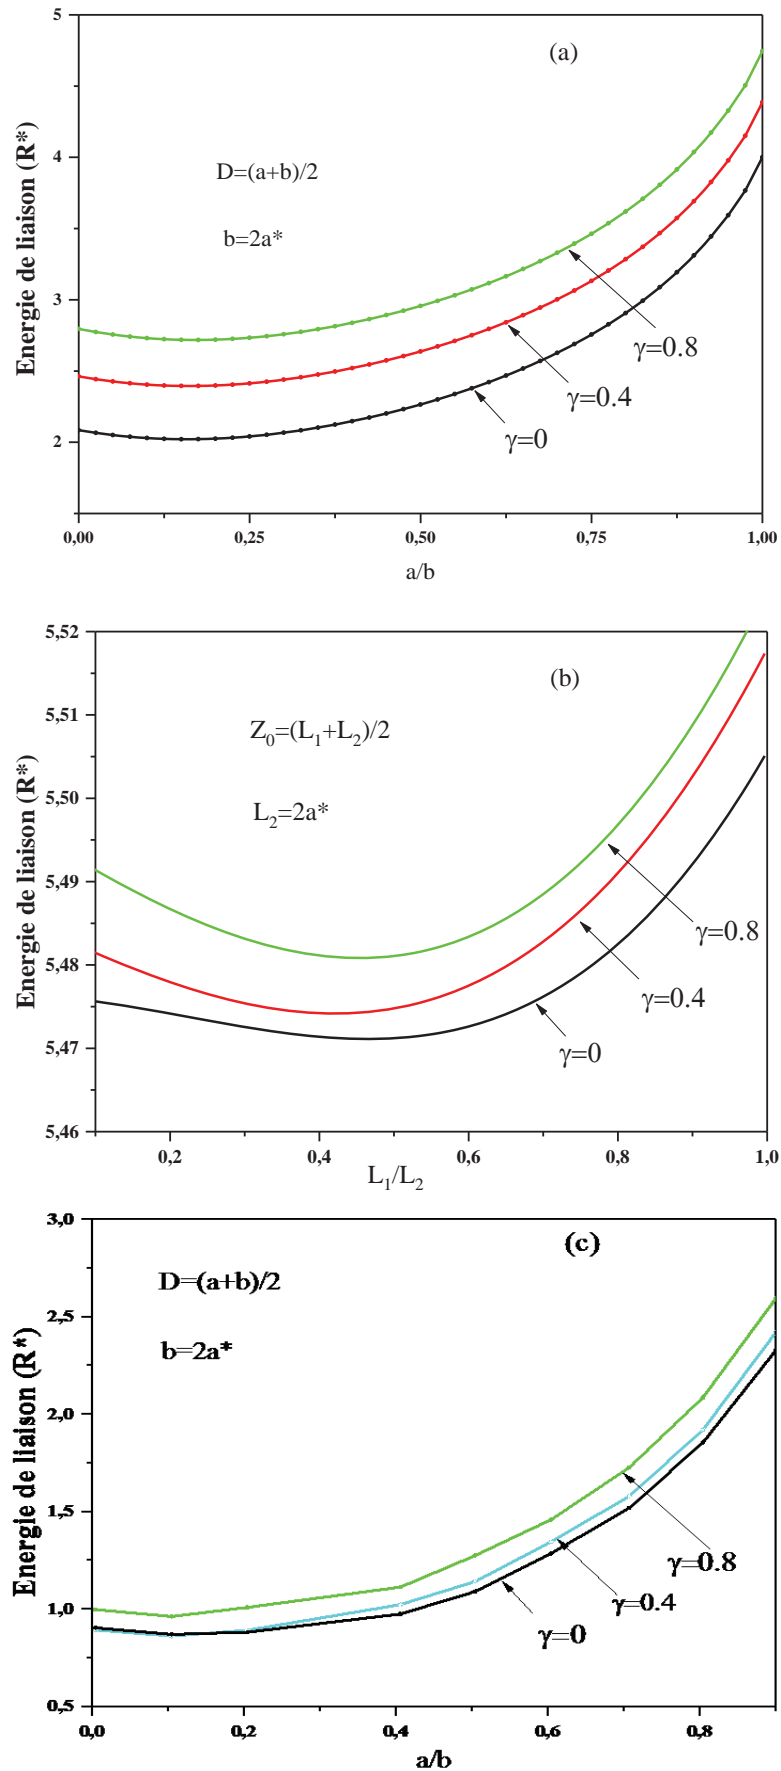 5
(a)
Energie de liaison (R*)
4
D=(a+b)/2
b=2a*
3
γ=0.8
γ=0.4
γ=0
2
0,00 0,25 0,50 0,75 1,00
a/b
5,52
(b)
5,51
Z₀=(L₁+L₂)/2
Energie de liaison (R*)
5,50
L₂=2a*
5,49
γ=0.8
5,48
γ=0.4
5,47
γ=0
5,46
0,2 0,4 0,6 0,8 1,0
L₁/L₂
3,0
(c)
D=(a+b)/2
2,5
b=2a*
Energie de liaison (R*)
2,0
1,5
γ=0.8
γ=0.4
1,0
γ=0
0,5
0,0 0,2 0,4 0,6 0,8
a/b